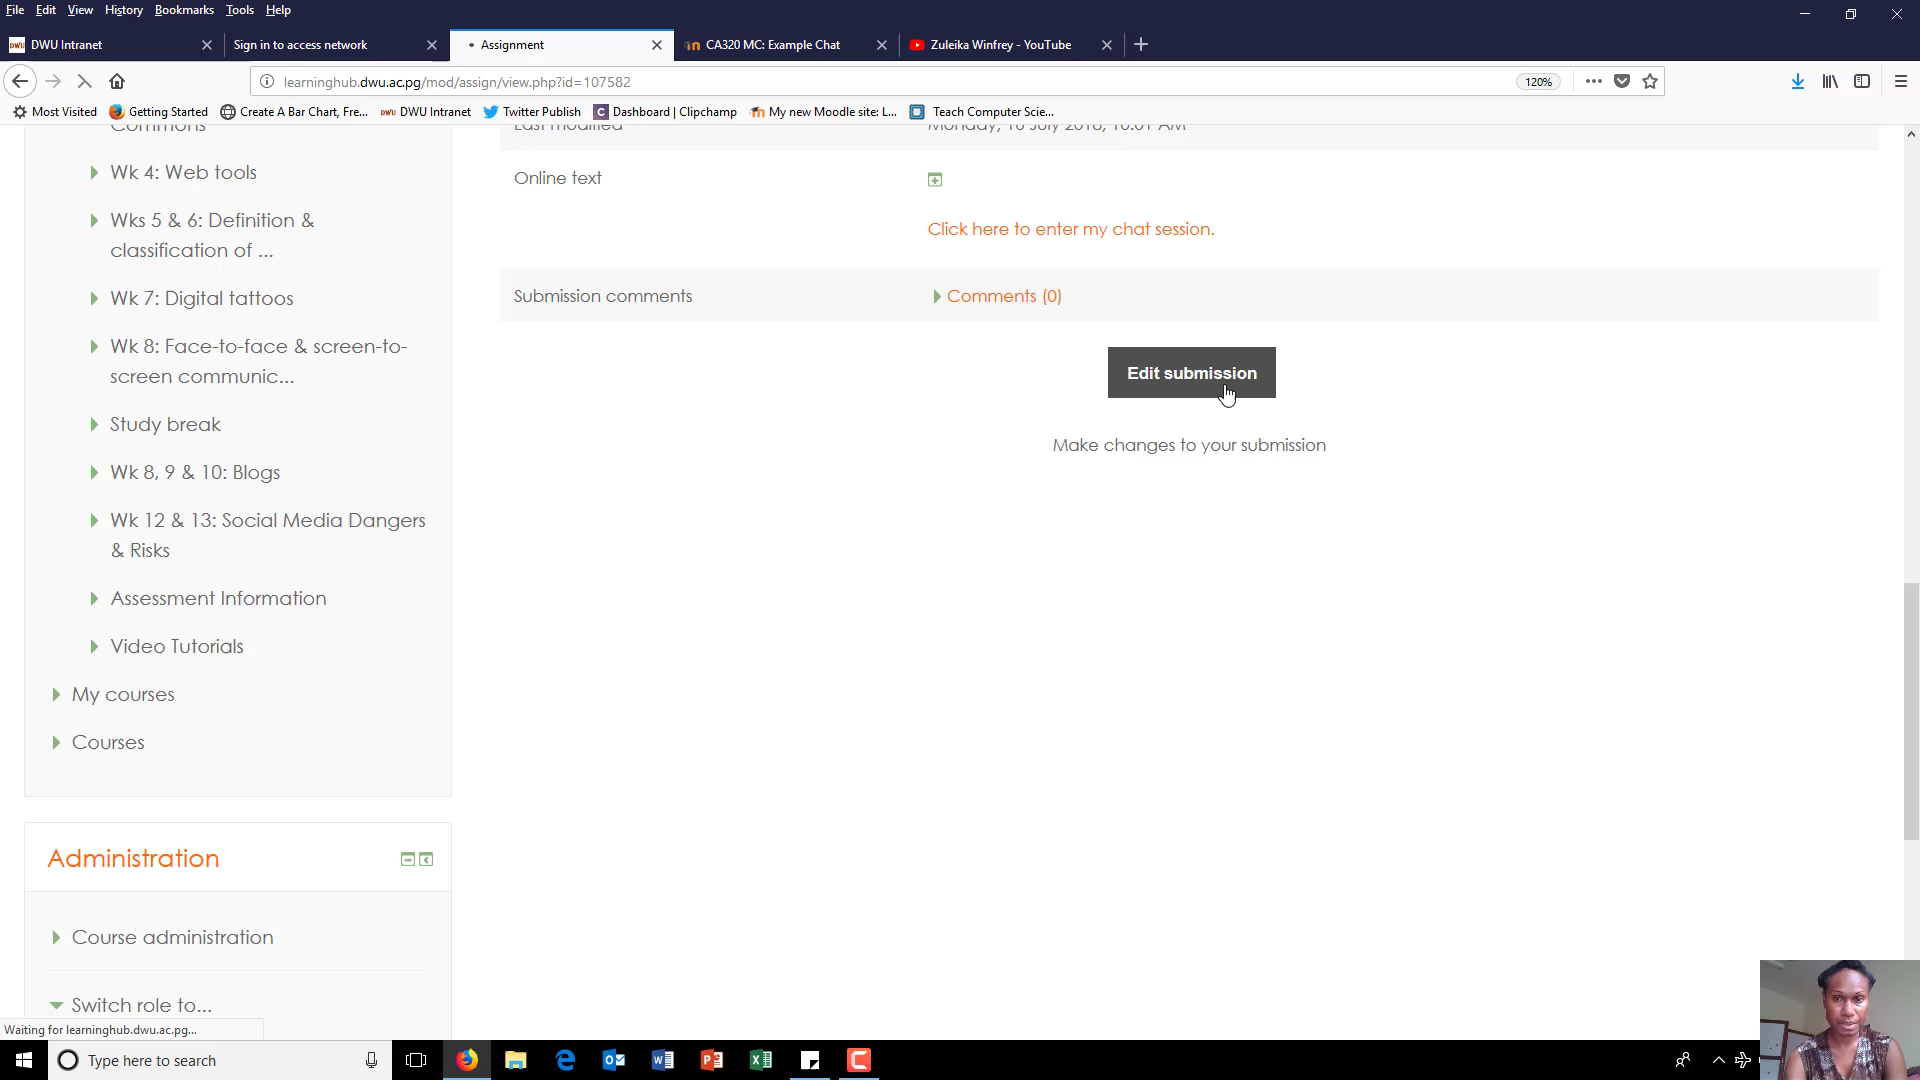 File Edit View History Bookmarks Tools Help
DWU Intranet
Sign in to access network
Assignment
CA320 MC: Example Chat
Zuleika Winfrey - YouTube
learninghub.dwu.ac.pg/mod/assign/view.php?id=107582
120%
Most Visited
Getting Started
Create A Bar Chart, Fre...
DWU Intranet
Twitter Publish
Dashboard | Clipchamp
My new Moodle site: L...
Teach Computer Scie...
Commons
Wk 4: Web tools
Wks 5 & 6: Definition &
classification of ...
Wk 7: Digital tattoos
Wk 8: Face-to-face & screen-to-
screen communic...
Study break
Wk 8, 9 & 10: Blogs
Wk 12 & 13: Social Media Dangers
& Risks
Assessment Information
Video Tutorials
My courses
Courses
Administration
Course administration
Switch role to...
Last modified
Online text
Click here to enter my chat session.
Submission comments
Comments (0)
Edit submission
Make changes to your submission
Waiting for learninghub.dwu.ac.pg...
Type here to search